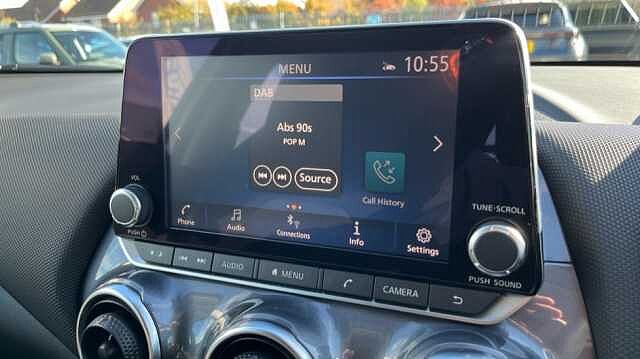 MENU
10:55
DAB
Abs 90s
POP M
Source
Call History
Phone
Audio
Connections
Info
Settings
VOL
PUSH
TUNE·SCROLL
PUSH SOUND
AUDIO
MENU
CAMERA